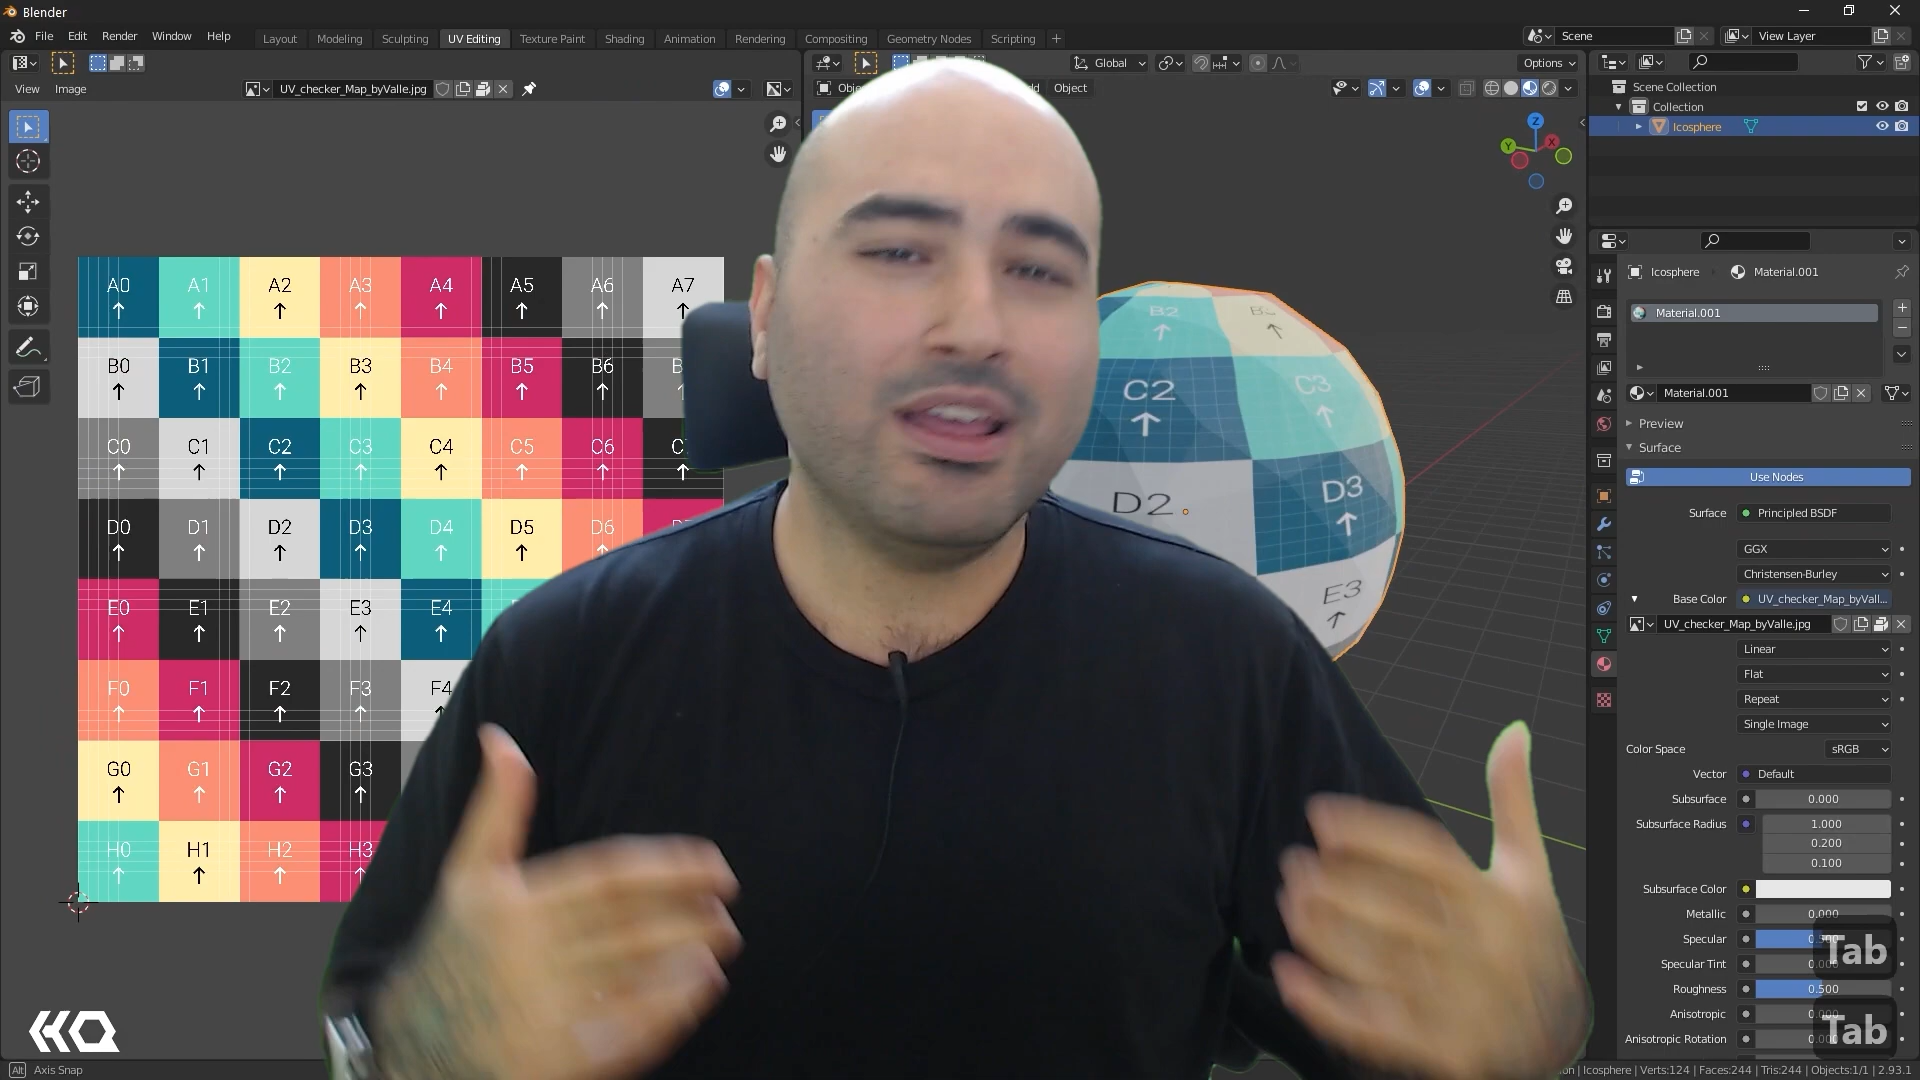 Blender
File Edit Render Window Help
Layout Modeling Sculpting UV Editing Texture Paint Shading Animation Rendering Compositing Geometry Nodes Scripting +
Scene
View Layer
Global
Options
View Image
UV_checker_Map_byValle.jpg
Object
Scene Collection
Collection
Icosphere
Z
Y
X
Icosphere
Material.001
Material.001
Material.001
Preview
Surface
Use Nodes
Surface Principled BSDF
GGX
Christensen-Burley
Base Color UV_checker_Map_byVall...
UV_checker_Map_byValle.jpg
Linear
Flat
Repeat
Single Image
Color Space sRGB
Vector Default
Subsurface 0.000
Subsurface Radius 1.000
0.200
0.100
Subsurface Color
Metallic 0.000
Specular
Specular Tint
Roughness 0.500
Anisotropic
Anisotropic Rotation
Tab
Tab
A0 A1 A2 A3 A4 A5 A6 A7
B0 B1 B2 B3 B4 B5 B6
C0 C1 C2 C3 C4 C5 C6
D0 D1 D2 D3 D4 D5 D6
E0 E1 E2 E3 E4
F0 F1 F2 F3 F4
G0 G1 G2 G3
H0 H1 H2 H3
B2
C2 C3
D2 D3
E3
HQ
Alt Axis Snap
Icosphere | Verts:124 | Faces:244 | Tris:244 | Objects:1/1 | 2.93.1